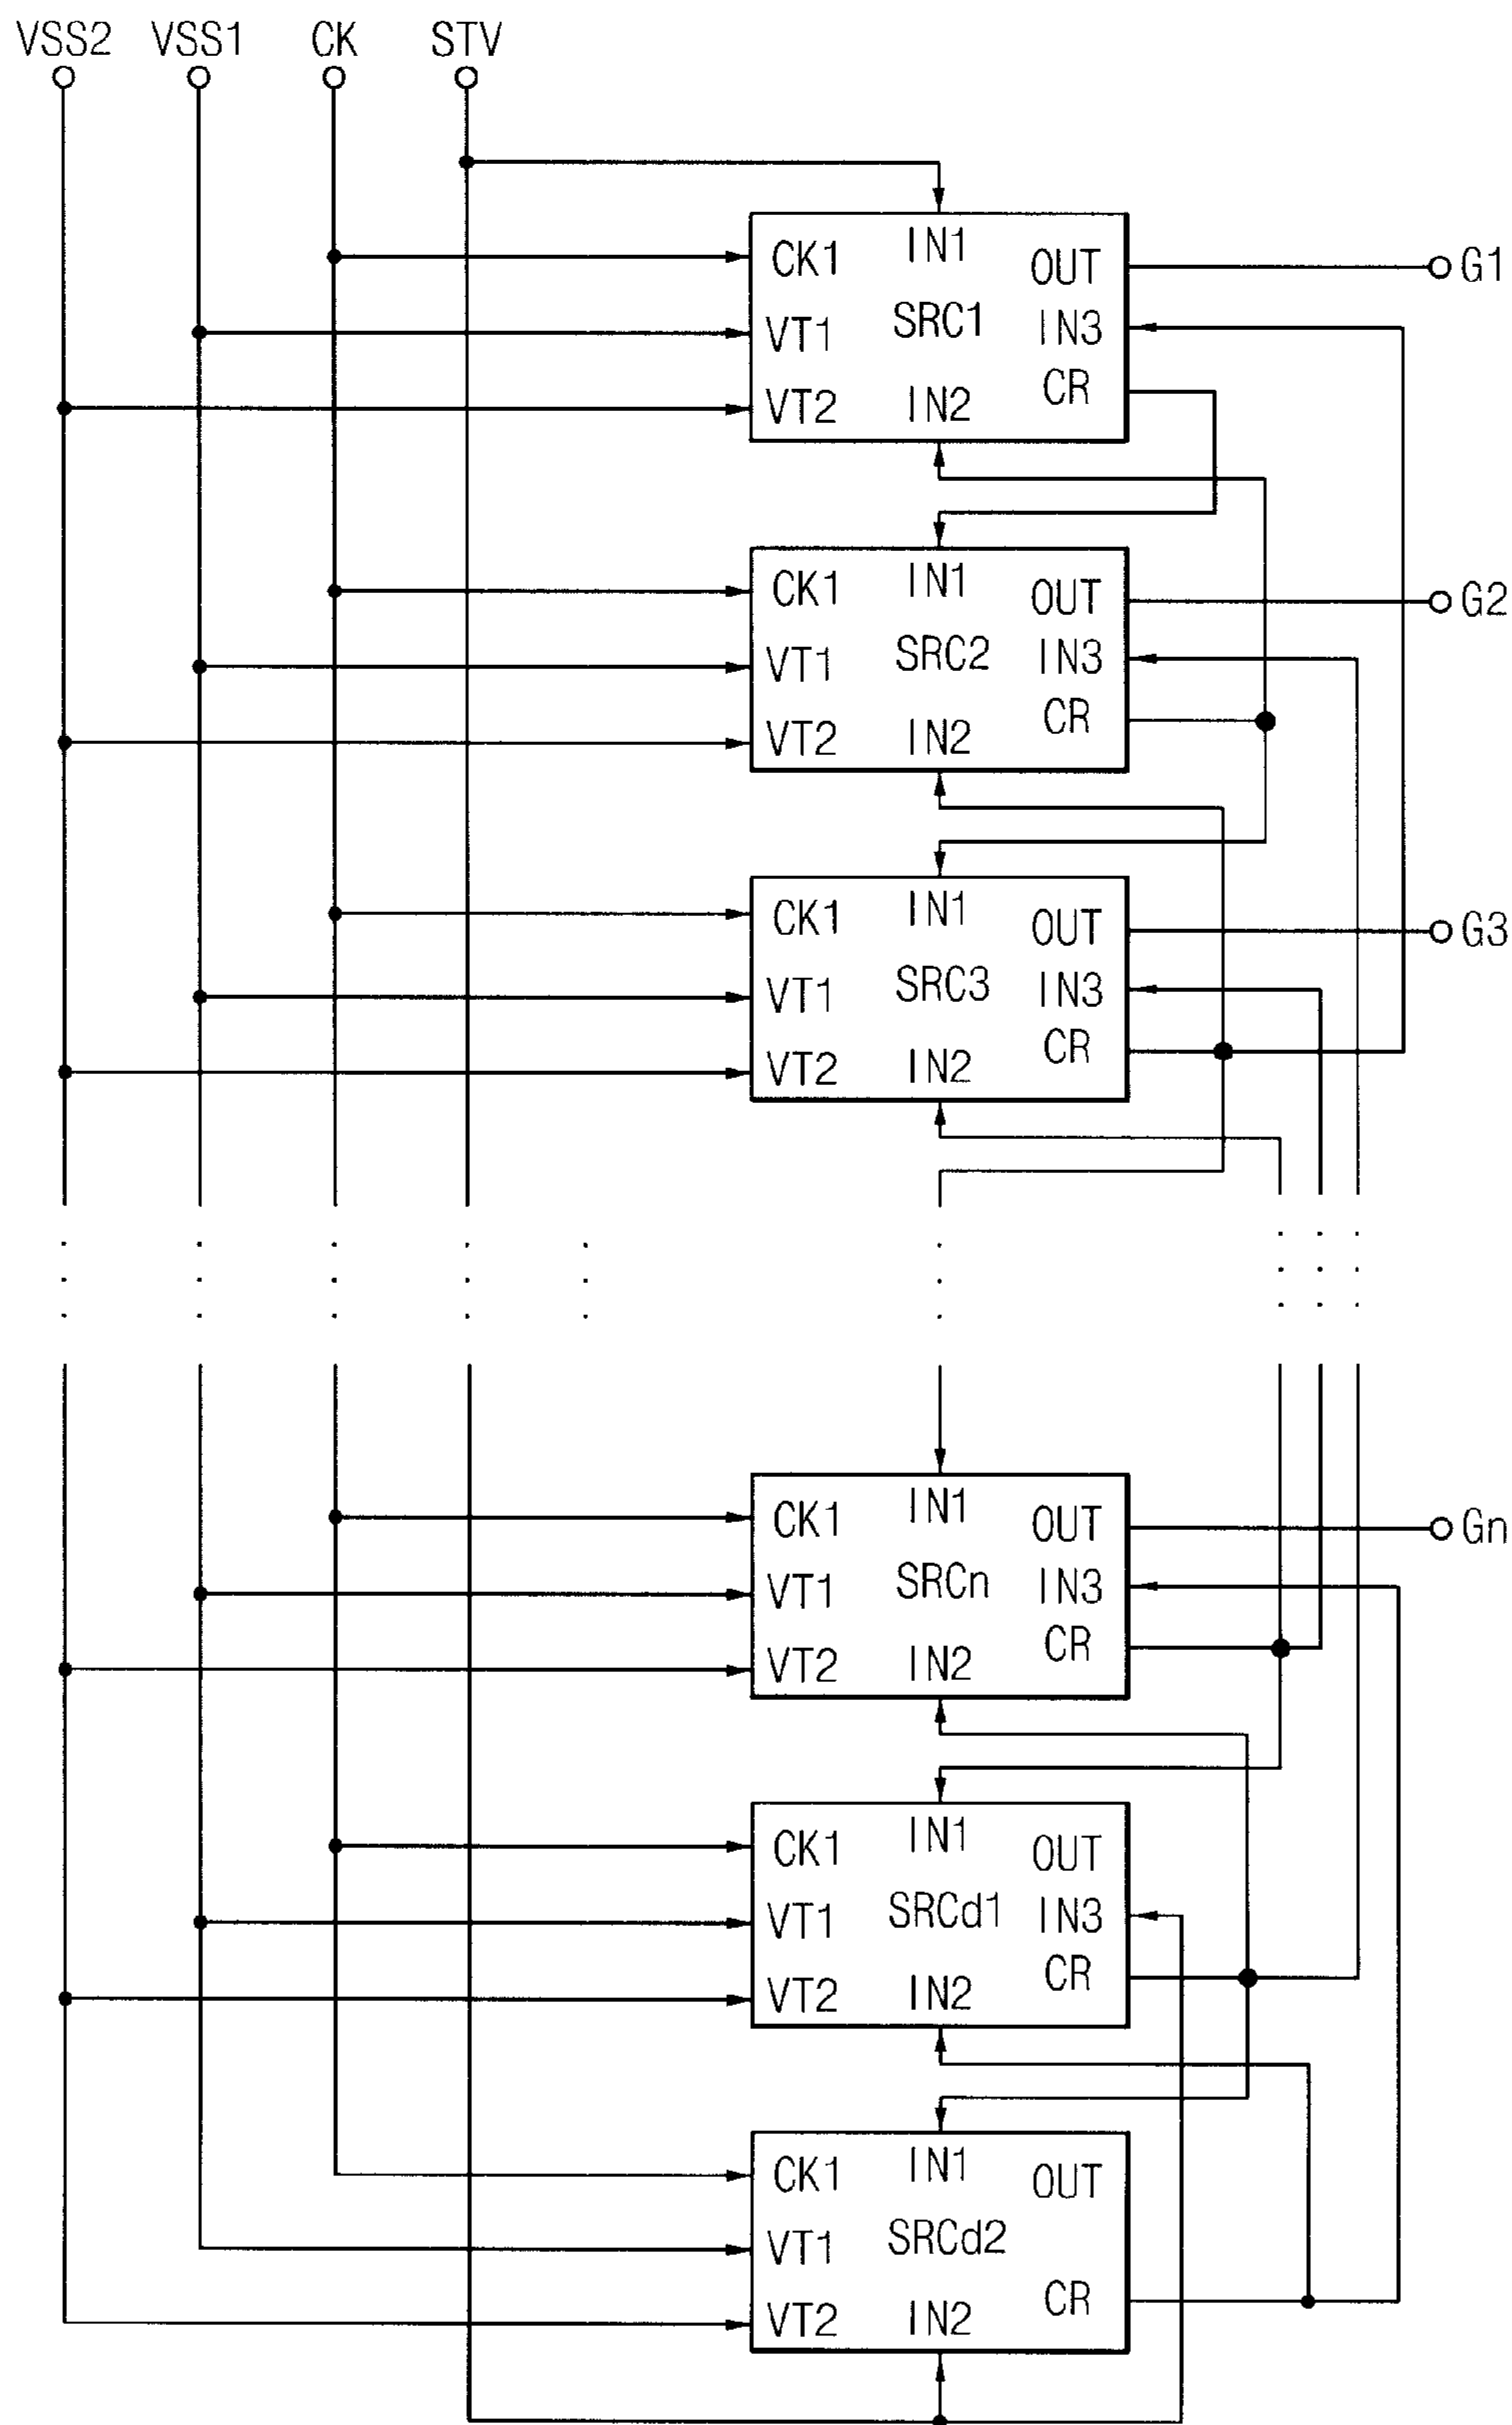 VSS2 VSS1 CK STV
CK1 IN1 OUT G1
VT1 SRC1 IN3
VT2 IN2 CR
CK1 IN1 OUT G2
VT1 SRC2 IN3
VT2 IN2 CR
CK1 IN1 OUT G3
VT1 SRC3 IN3
VT2 IN2 CR
CK1 IN1 OUT Gn
VT1 SRCn IN3
VT2 IN2 CR
CK1 IN1 OUT
VT1 SRCd1 IN3
VT2 IN2 CR
CK1 IN1 OUT
VT1 SRCd2
VT2 IN2 CR